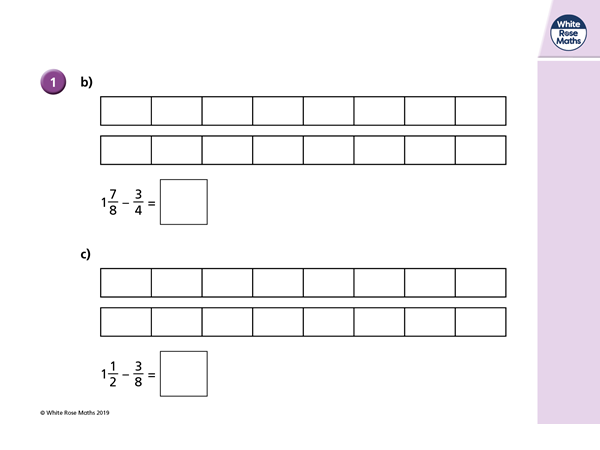 White
Rose
Maths
1 b)
1 7/8 − 3/4 =
c)
1 1/2 − 3/8 =
© White Rose Maths 2019